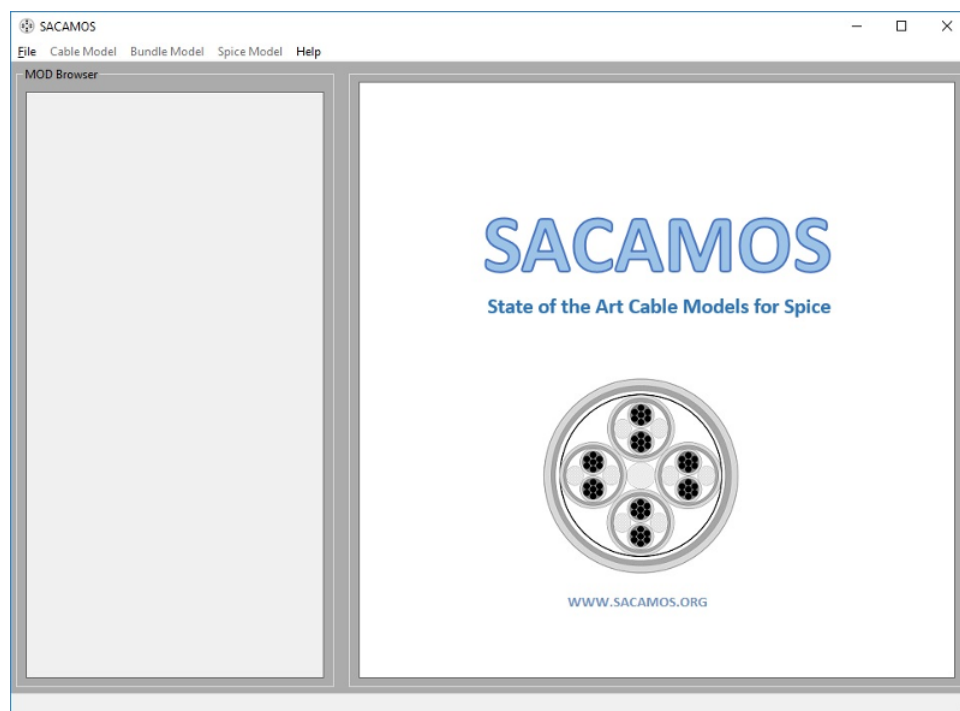 SACAMOS
File Cable Model Bundle Model Spice Model Help
MOD Browser
SACAMOS
State of the Art Cable Models for Spice
WWW.SACAMOS.ORG